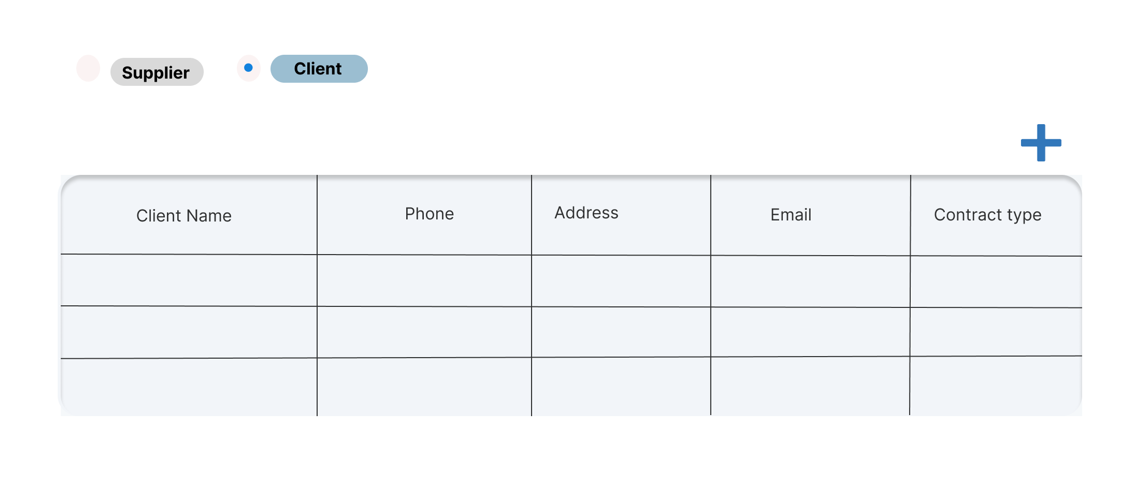 Supplier
Client
Client Name
Phone
Address
Email
Contract type